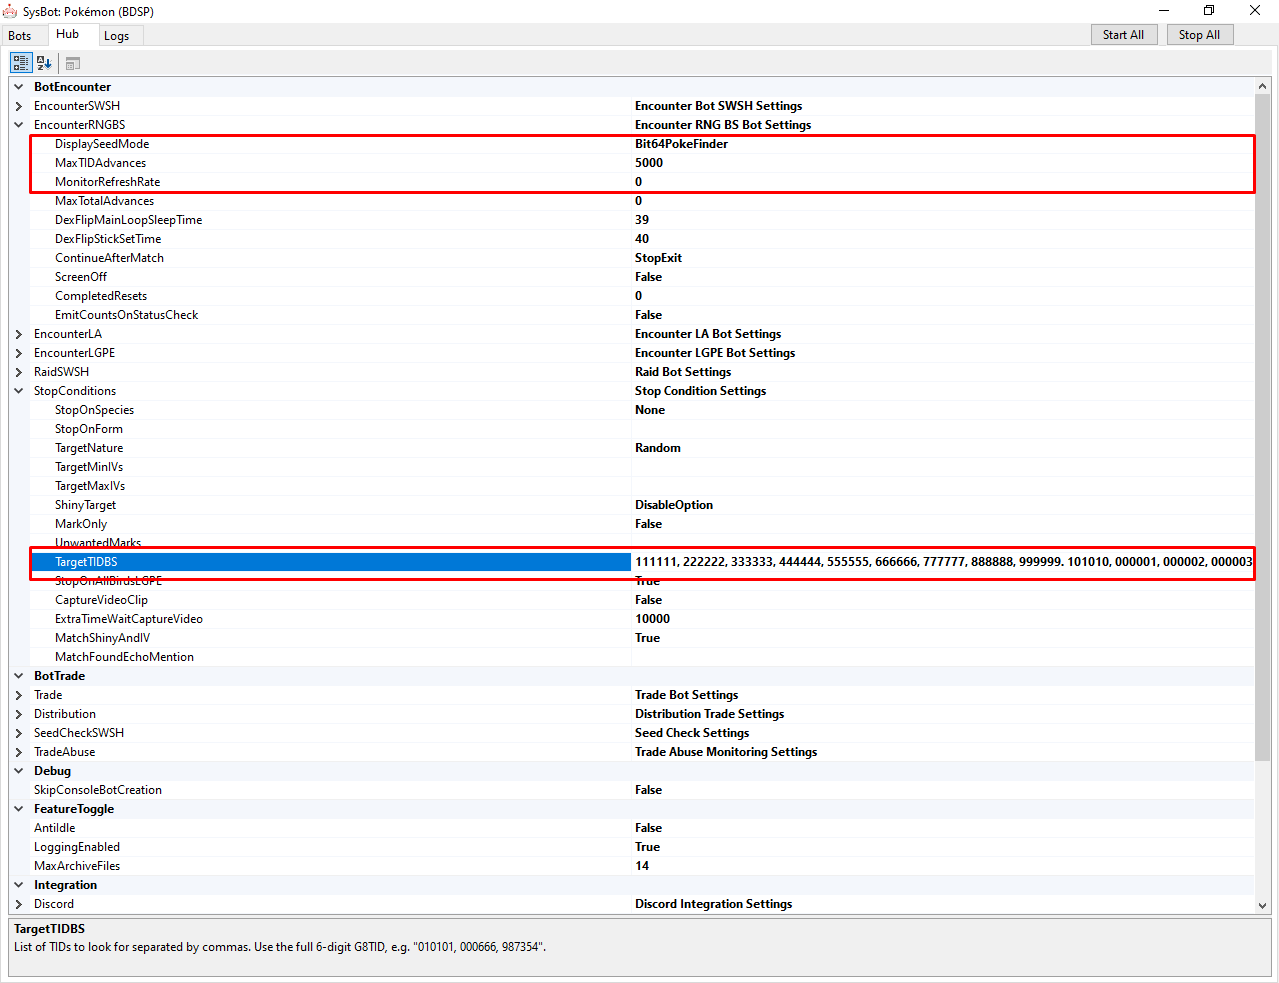 SysBot: Pokémon (BDSP)
Bots Hub Logs Start All Stop All
BotEncounter
EncounterSWSH Encounter Bot SWSH Settings
EncounterRNGBS Encounter RNG BS Bot Settings
DisplaySeedMode Bit64PokeFinder
MaxTIDAdvances 5000
MonitorRefreshRate 0
MaxTotalAdvances 0
DexFlipMainLoopSleepTime 39
DexFlipStickSetTime 40
ContinueAfterMatch StopExit
ScreenOff False
CompletedResets 0
EmitCountsOnStatusCheck False
EncounterLA Encounter LA Bot Settings
EncounterLGPE Encounter LGPE Bot Settings
RaidSWSH Raid Bot Settings
StopConditions Stop Condition Settings
StopOnSpecies None
StopOnForm
TargetNature Random
TargetMinIVs
TargetMaxIVs
ShinyTarget DisableOption
MarkOnly False
UnwantedMarks
TargetTIDBS 111111, 222222, 333333, 444444, 555555, 666666, 777777, 888888, 999999. 101010, 000001, 000002, 000003
StopOnAllBirdsLGPE True
CaptureVideoClip False
ExtraTimeWaitCaptureVideo 10000
MatchShinyAndIV True
MatchFoundEchoMention
BotTrade
Trade Trade Bot Settings
Distribution Distribution Trade Settings
SeedCheckSWSH Seed Check Settings
TradeAbuse Trade Abuse Monitoring Settings
Debug
SkipConsoleBotCreation False
FeatureToggle
AntiIdle False
LoggingEnabled True
MaxArchiveFiles 14
Integration
Discord Discord Integration Settings
TargetTIDBS
List of TIDs to look for separated by commas. Use the full 6-digit G8TID, e.g. "010101, 000666, 987354".